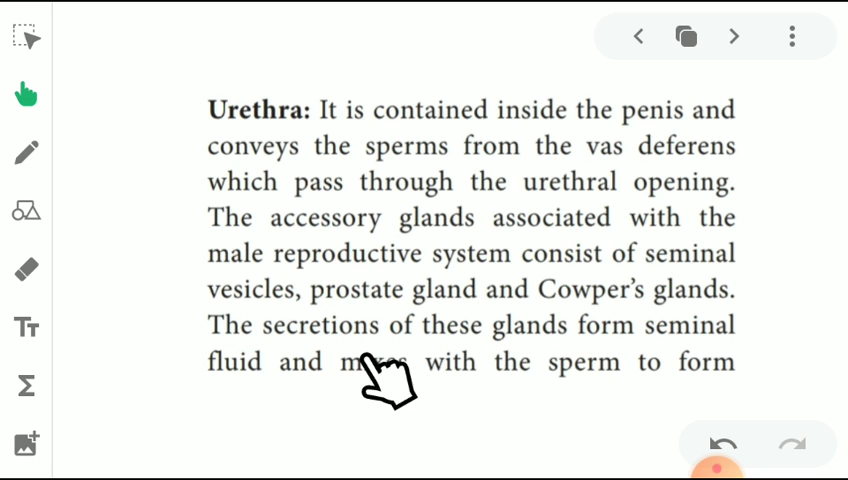 Urethra: It is contained inside the penis and
conveys the sperms from the vas deferens
which pass through the urethral opening.
The accessory glands associated with the
male reproductive system consist of seminal
vesicles, prostate gland and Cowper's glands.
The secretions of these glands form seminal
fluid and mixes with the sperm to form
TT
Σ